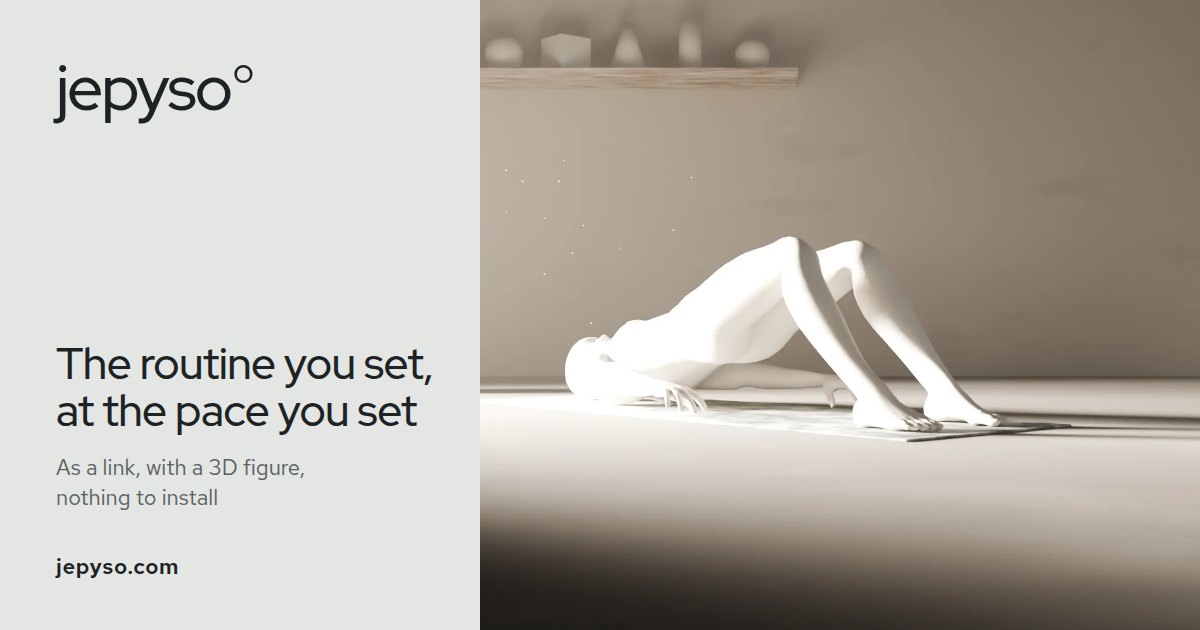 jepyso°
The routine you set,
at the pace you set
As a link, with a 3D figure,
nothing to install
jepyso.com